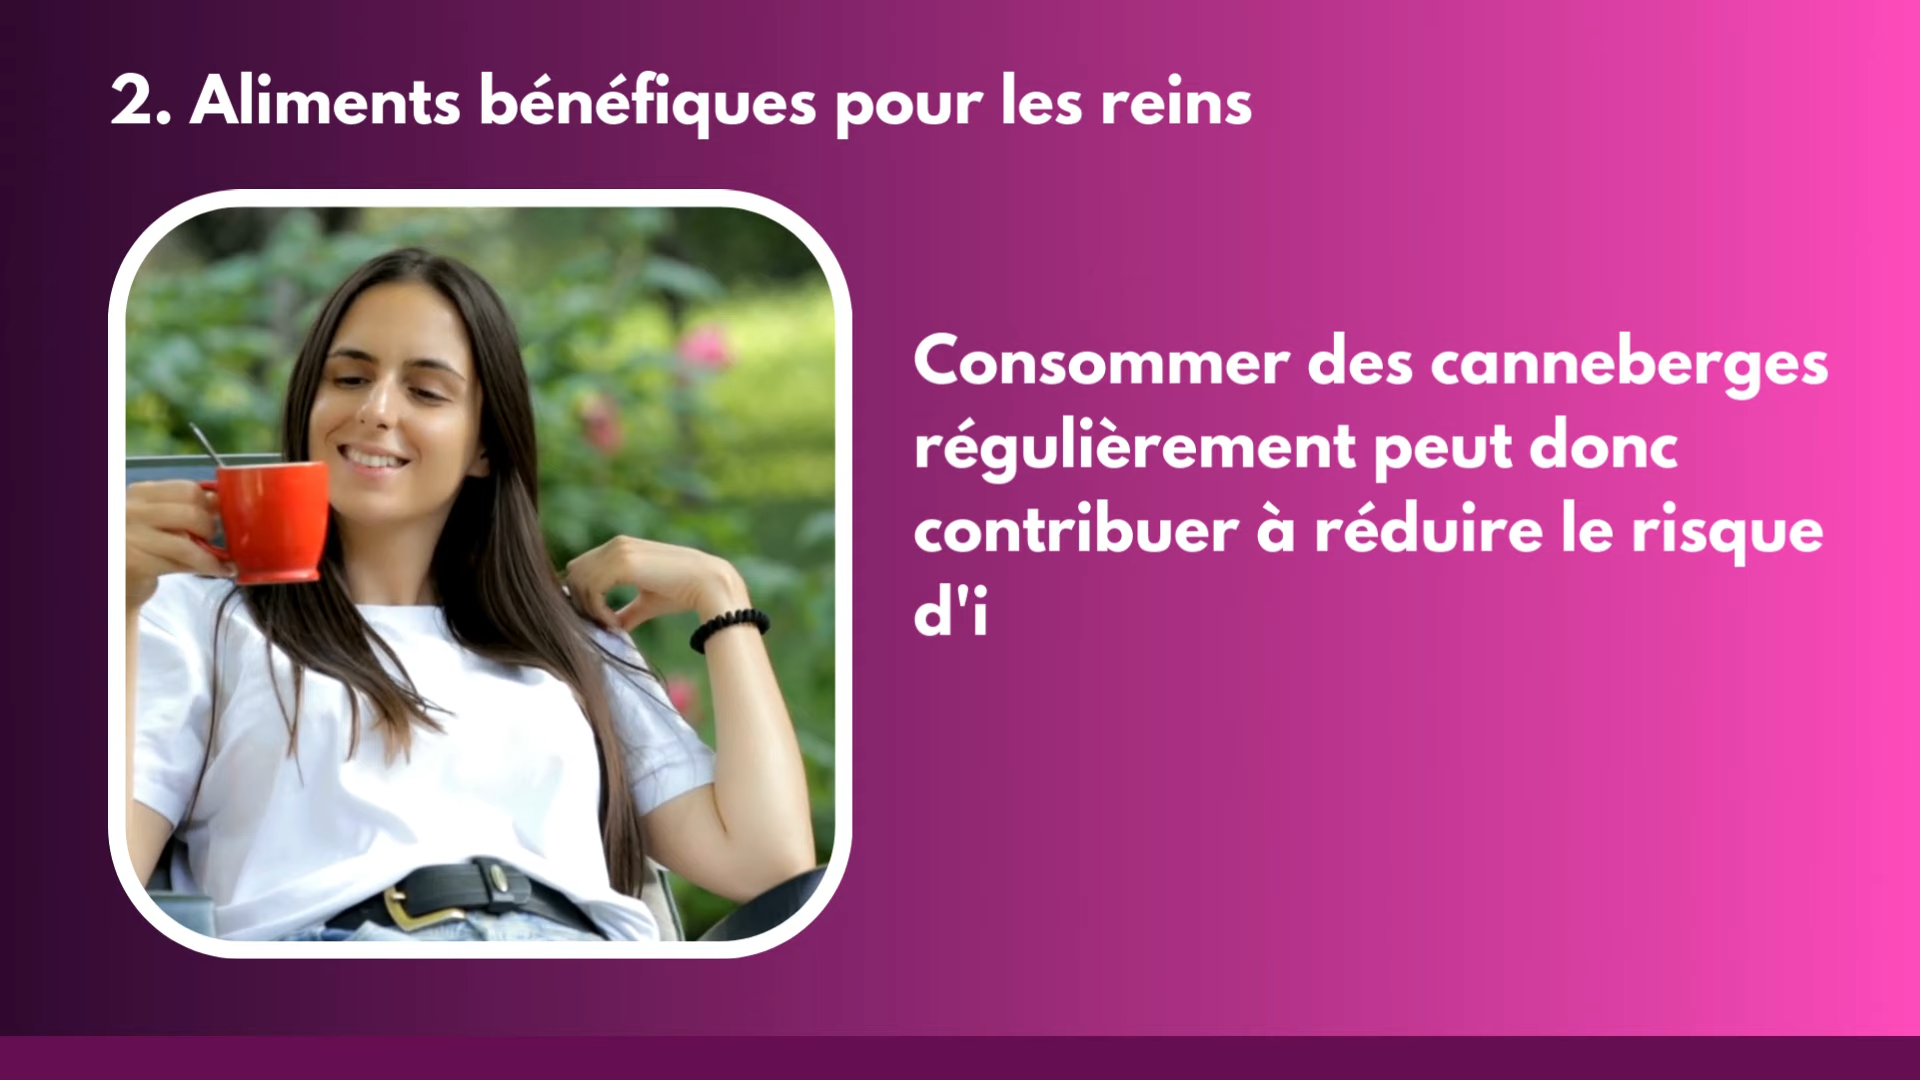 2. Aliments bénéfiques pour les reins
Consommer des canneberges
régulièrement peut donc
contribuer à réduire le risque
d'i